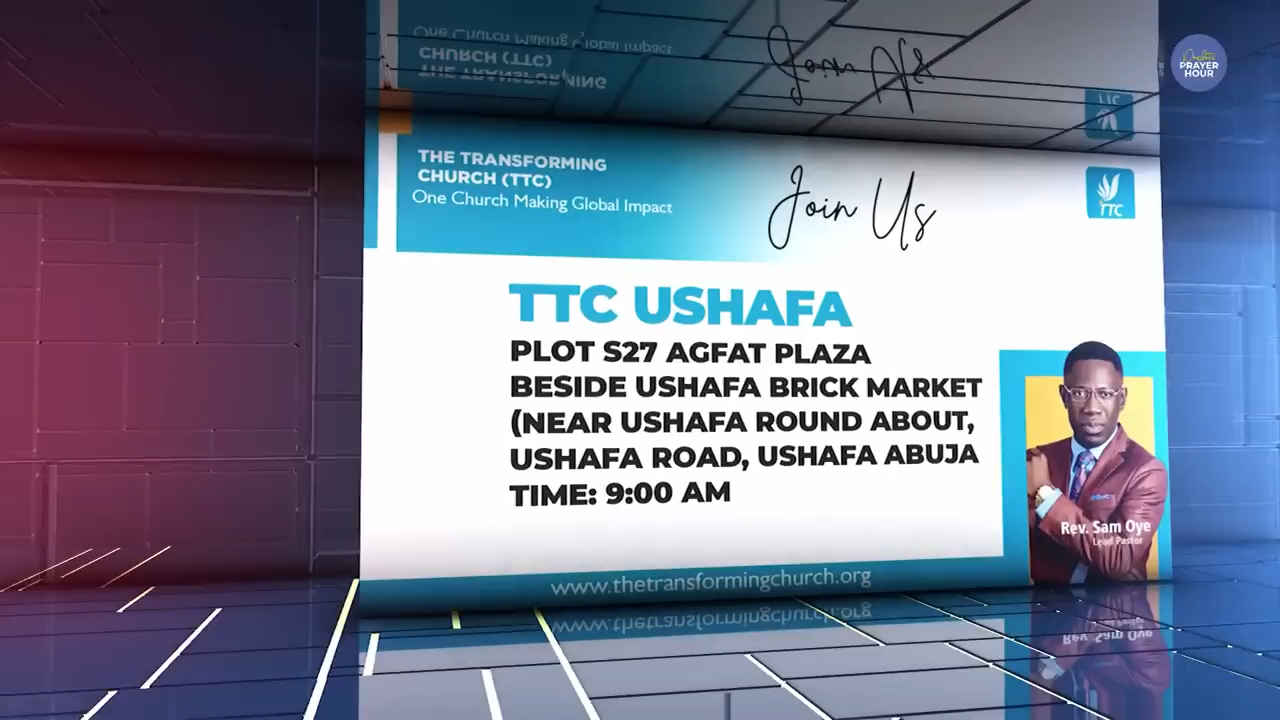 PRAYER
HOUR
THE TRANSFORMING
CHURCH (TTC)
One Church Making Global Impact
Join Us
TTC
TTC USHAFA
PLOT S27 AGFAT PLAZA
BESIDE USHAFA BRICK MARKET
(NEAR USHAFA ROUND ABOUT,
USHAFA ROAD, USHAFA ABUJA
TIME: 9:00 AM
Rev. Sam Oye
Lead Pastor
www.thetransformingchurch.org